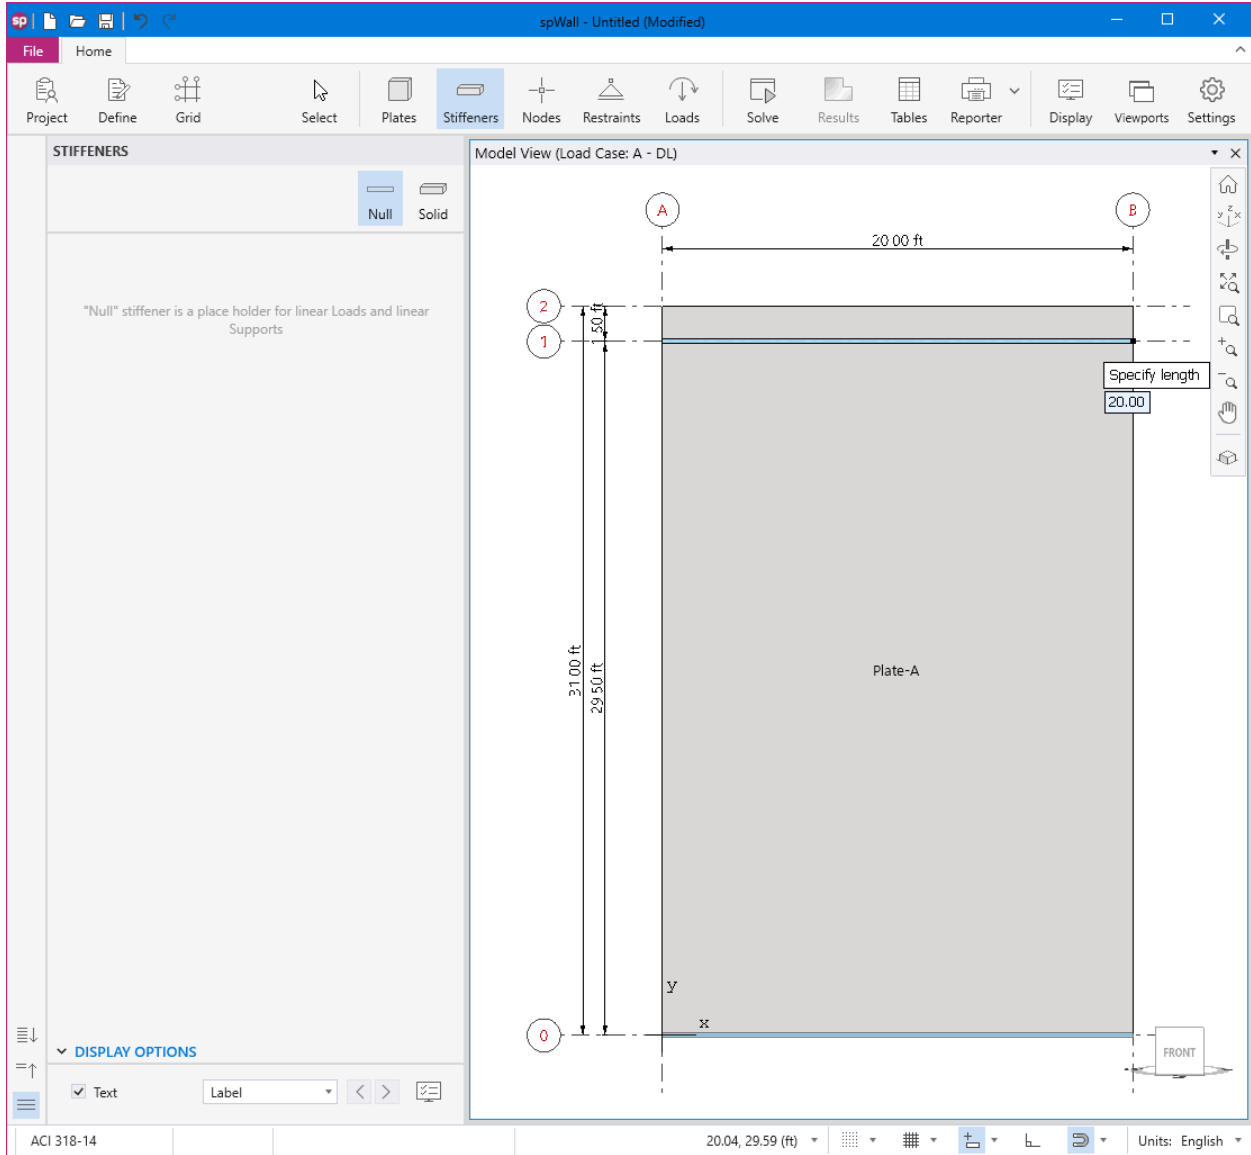 sp
spWall - Untitled (Modified)
File
Home
Project
Define
Grid
Select
Plates
Stiffeners
Nodes
Restraints
Loads
Solve
Results
Tables
Reporter
Display
Viewports
Settings
STIFFENERS
Null
Solid
"Null" stiffener is a place holder for linear Loads and linear
Supports
Model View (Load Case: A - DL)
A
B
20.00 ft
2
1
1.50 ft
Specify length
20.00
31.00 ft
29.50 ft
Plate-A
y
x
0
z
y
x
FRONT
DISPLAY OPTIONS
Text
Label
ACI 318-14
20.04, 29.59 (ft)
Units: English